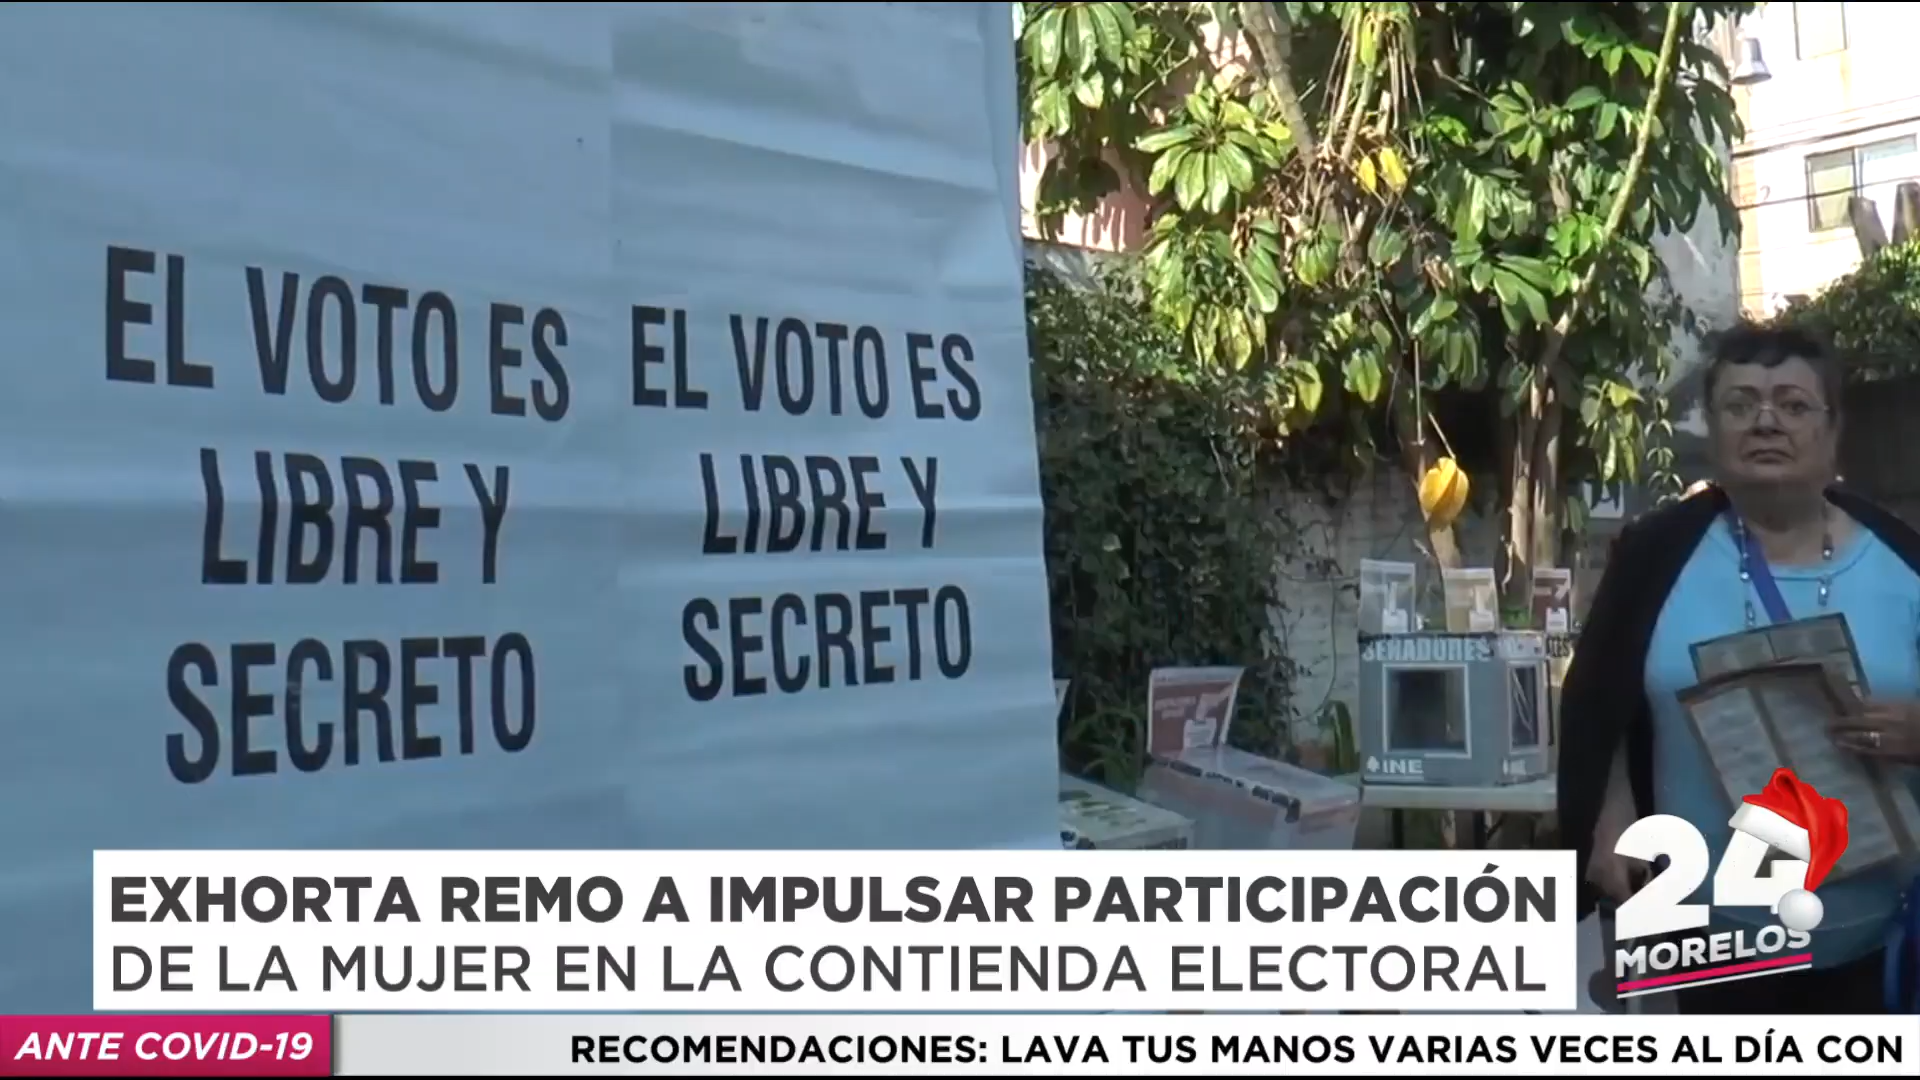 EL VOTO ES
LIBRE Y
SECRETO
EL VOTO ES
LIBRE Y
SECRETO
SENADORES
INE
INE
EXHORTA REMO A IMPULSAR PARTICIPACIÓN
DE LA MUJER EN LA CONTIENDA ELECTORAL
24
MORELOS
ANTE COVID-19
RECOMENDACIONES: LAVA TUS MANOS VARIAS VECES AL DÍA CON